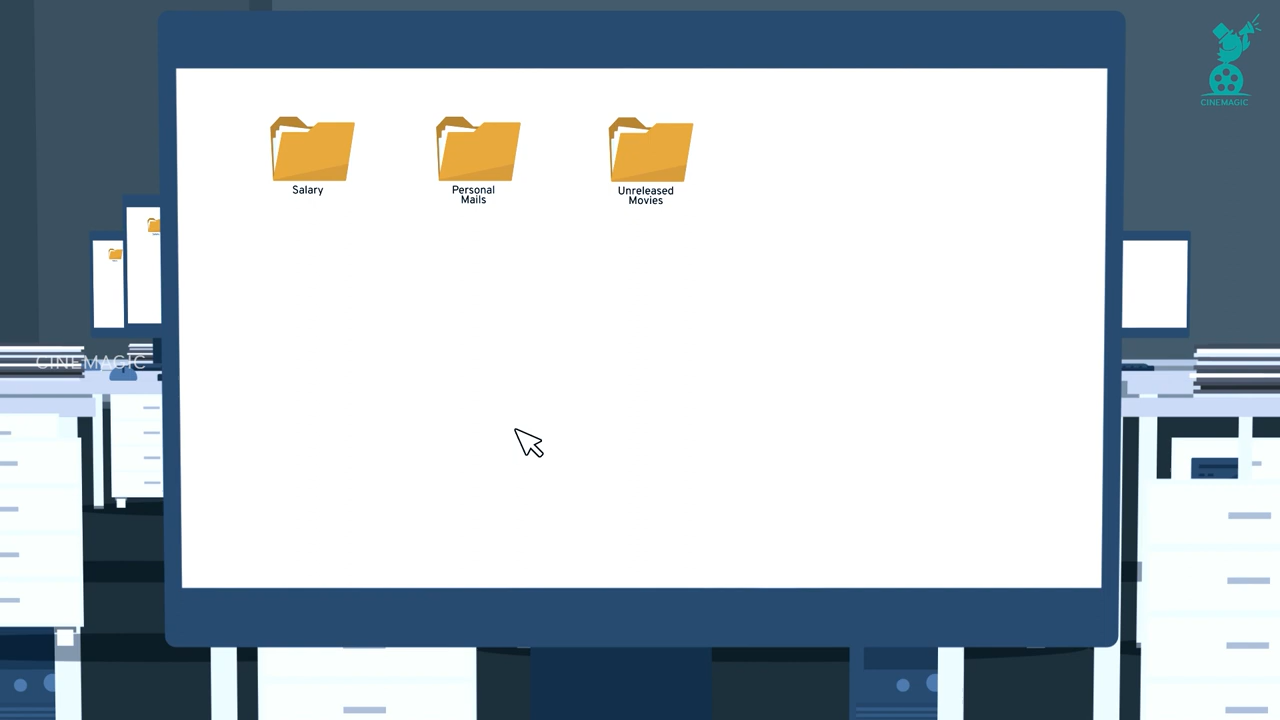 CINEMAGIC
Salary
Personal
Mails
Unreleased
Movies
CINEMAGIC